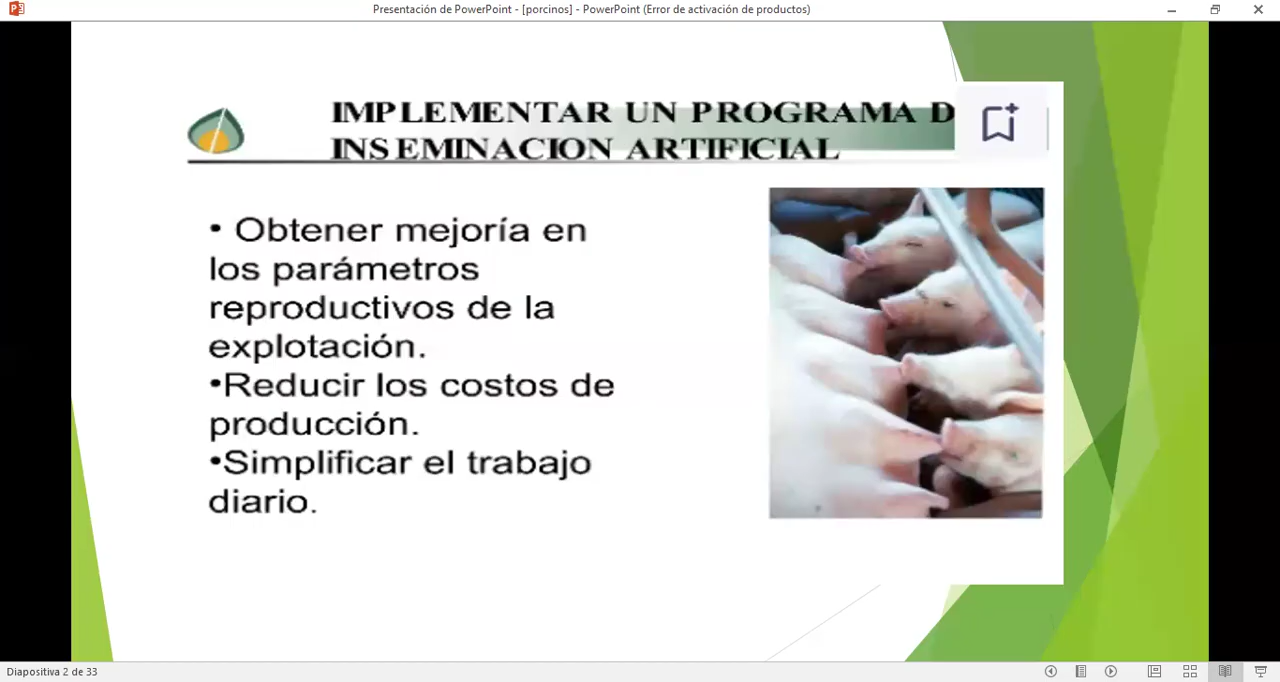 Presentación de PowerPoint - [porcinos] - PowerPoint (Error de activación de productos)
IMPLEMENTAR UN PROGRAMA D
INSEMINACION ARTIFICIAL
• Obtener mejoría en
los parámetros
reproductivos de la
explotación.
•Reducir los costos de
producción.
•Simplificar el trabajo
diario.
Diapositiva 2 de 33